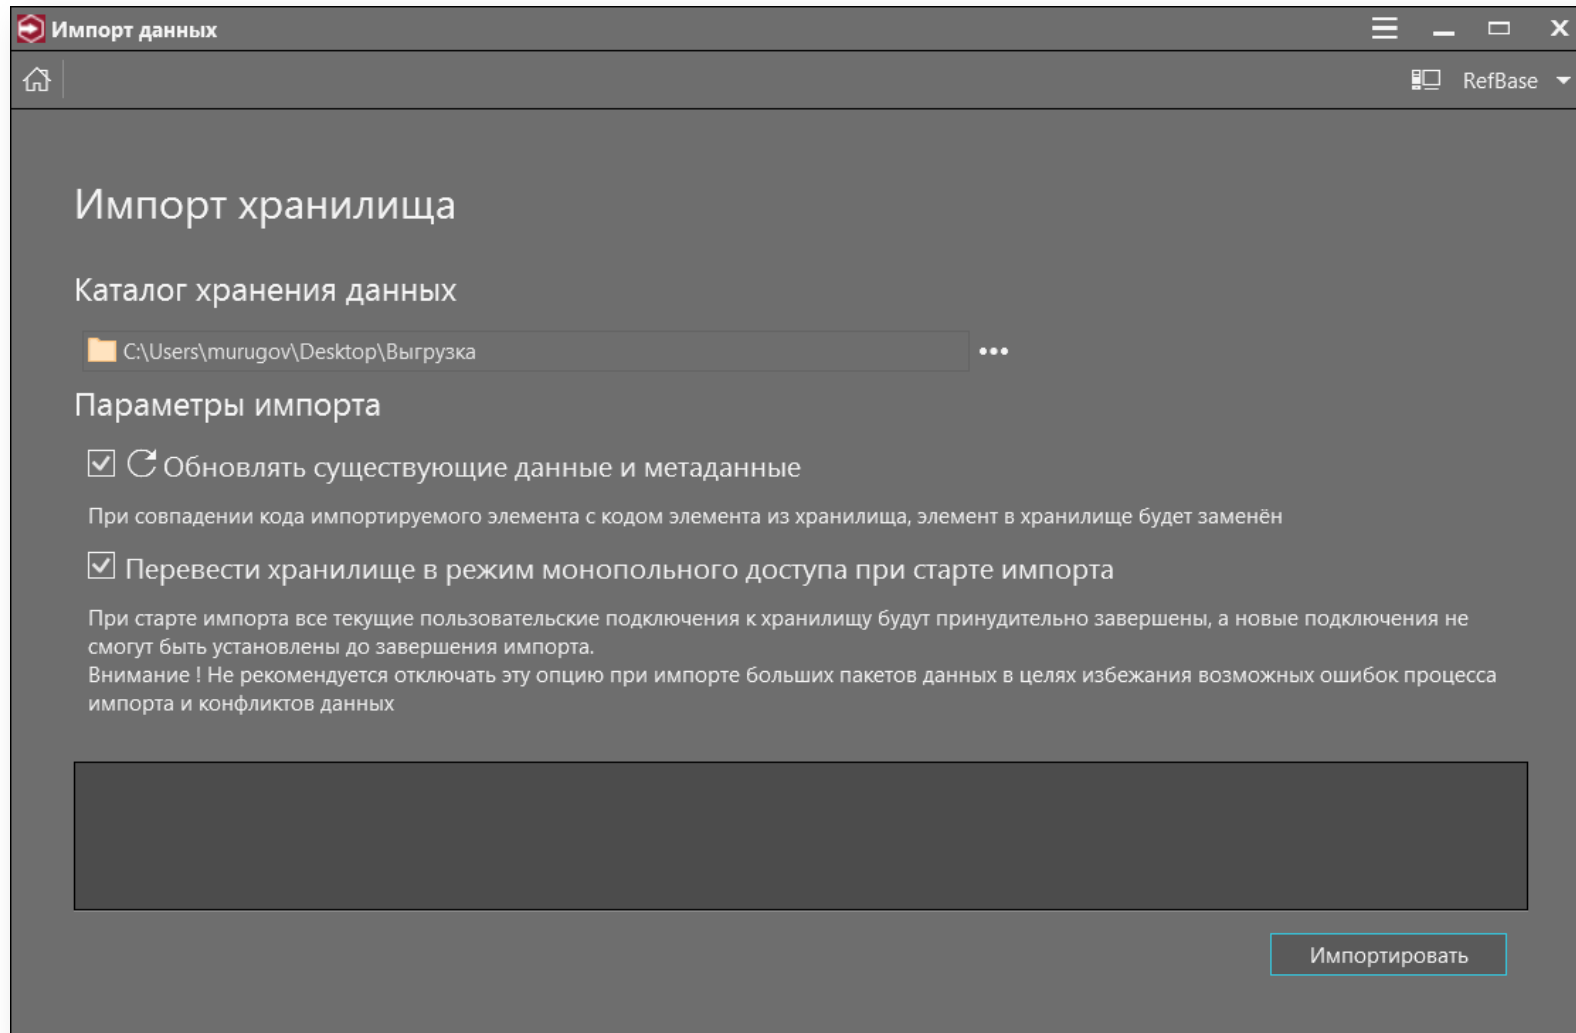 Импорт данных
RefBase
Импорт хранилища
Каталог хранения данных
C:\Users\murugov\Desktop\Выгрузка
Параметры импорта
Обновлять существующие данные и метаданные
При совпадении кода импортируемого элемента с кодом элемента из хранилища, элемент в хранилище будет заменён
Перевести хранилище в режим монопольного доступа при старте импорта
При старте импорта все текущие пользовательские подключения к хранилищу будут принудительно завершены, а новые подключения не
смогут быть установлены до завершения импорта.
Внимание ! Не рекомендуется отключать эту опцию при импорте больших пакетов данных в целях избежания возможных ошибок процесса
импорта и конфликтов данных
Импортировать